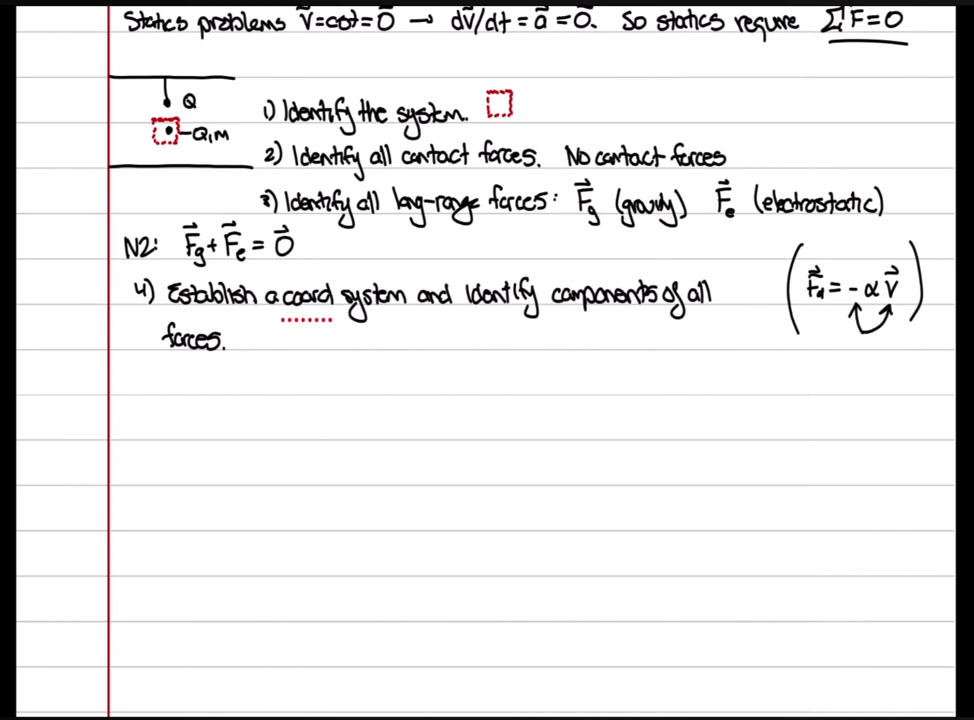 Statics problems v⃗=cst=0⃗ → dv⃗/dt = a⃗ = 0⃗. So statics require ΣF=0
Q
-Q,M
1) Identify the system.
2) Identify all contact forces. No contact forces
3) Identify all long-range forces: F⃗g (gravity) F⃗e (electrostatic)
N2: F⃗g + F⃗e = 0⃗
4) Establish a coord system and identify components of all
forces.
(F⃗d = -αv⃗)